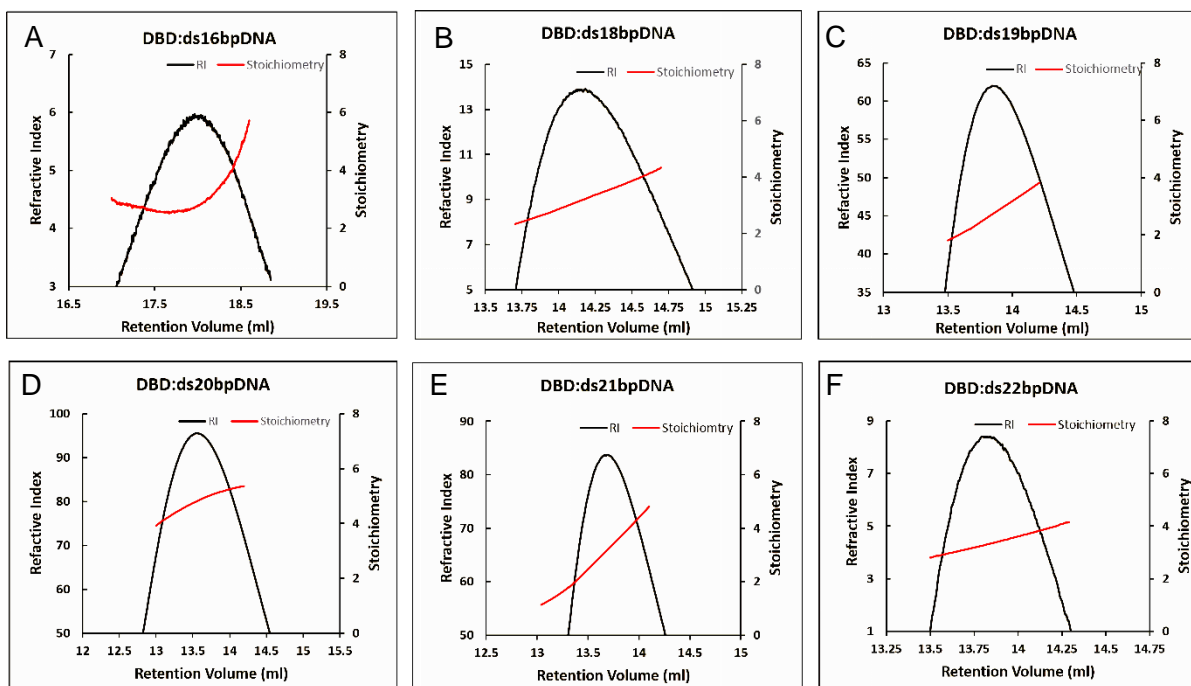 A
DBD:ds16bpDNA
RI
Stoichiometry
7
6
5
4
3
8
6
4
2
0
Refractive Index
Stoichiometry
16.5 17.5 18.5 19.5
Retention Volume (ml)
B
DBD:ds18bpDNA
RI
Stoichiometry
15
13
11
9
7
5
8
6
4
2
0
Refractive Index
Stoichiometry
13.5 13.75 14 14.25 14.5 14.75 15 15.25
Retention Volume (ml)
C
DBD:ds19bpDNA
RI
Stoichiometry
65
60
55
50
45
40
35
8
6
4
2
0
Refactive Index
Stoichiometry
13 13.5 14 14.5 15
Retention Volume (ml)
D
DBD:ds20bpDNA
RI
Stoichiometry
100
90
80
70
60
50
8
6
4
2
0
Refactive Index
Stoichiometry
12 12.5 13 13.5 14 14.5 15 15.5
Retention Volume (ml)
E
DBD:ds21bpDNA
RI
Stoichiomtry
90
80
70
60
50
8
6
4
2
0
Refactive Index
Stoichiometry
12.5 13 13.5 14 14.5 15
Retention Volume (ml)
F
DBD:ds22bpDNA
RI
Stoichiometry
9
7
5
3
1
8
6
4
2
0
Refractive Index
Stoichiometry
13.25 13.5 13.75 14 14.25 14.5 14.75
Retention Volume (ml)